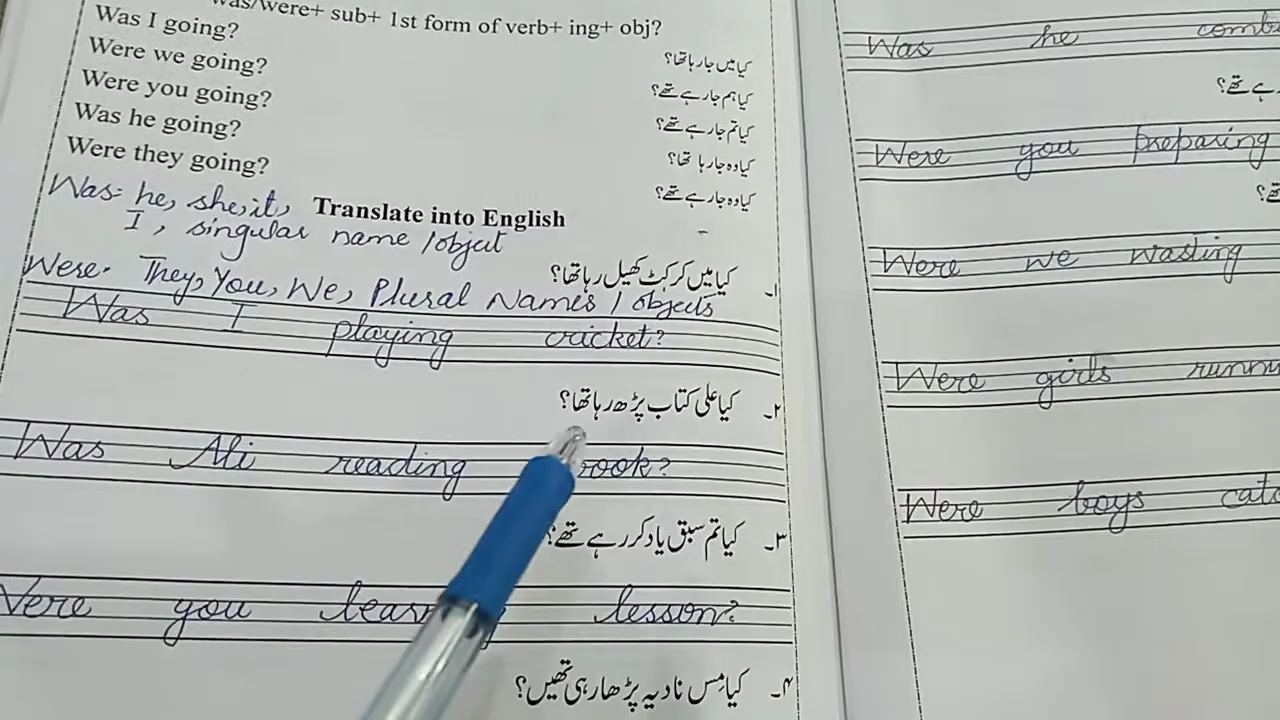 was/were+ sub+ 1st form of verb+ ing+ obj?
Was I going?
کیا میں جا رہا تھا؟
Were we going?
کیا ہم جا رہے تھے؟
Were you going?
کیا تم جا رہے تھے؟
Was he going?
کیا وہ جا رہا تھا؟
Were they going?
کیا وہ جا رہے تھے؟
Was:- he, she, it,
Translate into English
I, singular name /object
۱۔ کیا میں کرکٹ کھیل رہا تھا؟
Were. They, You, We, Plural Names / objects
Was I playing cricket?
۲۔ کیا علی کتاب پڑھ رہا تھا؟
Was Ali reading book?
۳۔ کیا تم سبق یاد کر رہے تھے؟
Were you lesson?
۴۔ کیا مِس نادیہ پڑھا رہی تھیں؟
Was he
رہے تھے؟
Were you preparing
Were we wasting
Were girls
Were boys